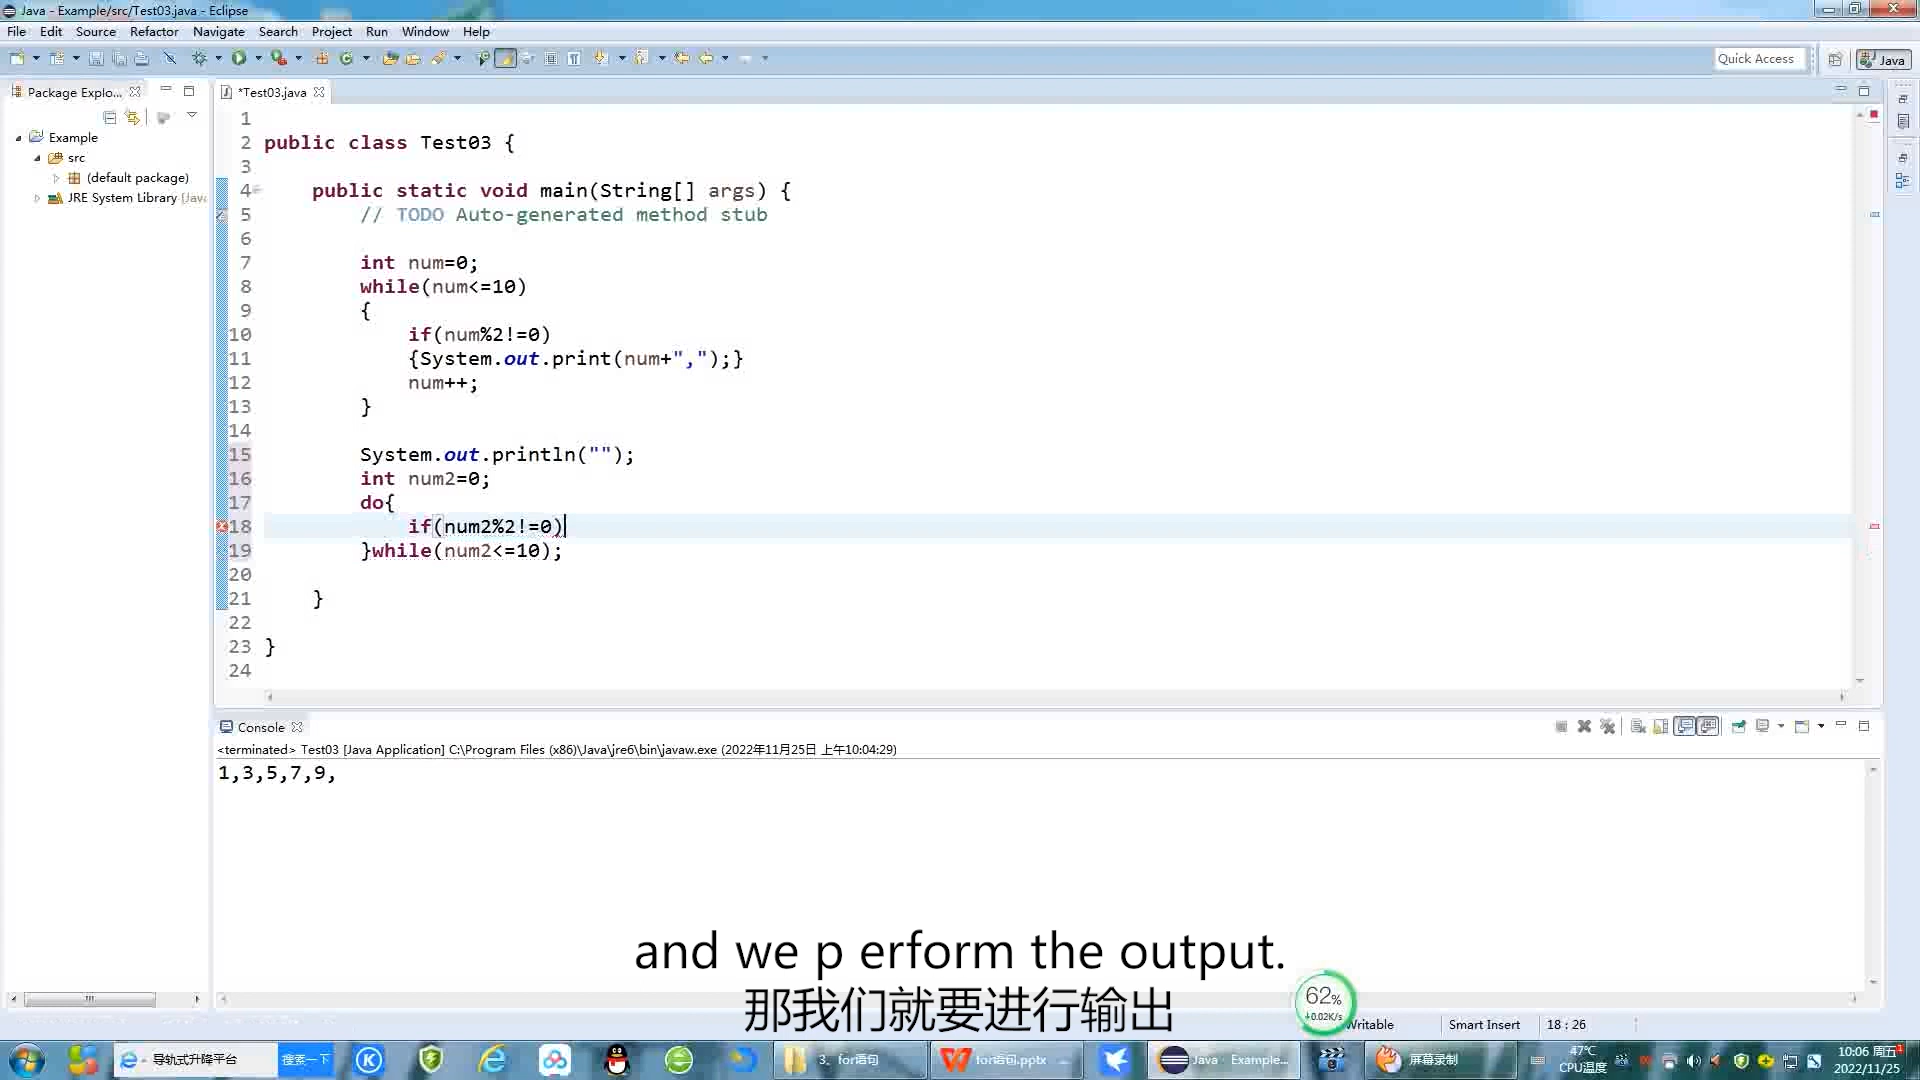 Java - Example/src/Test03.java - Eclipse
File Edit Source Refactor Navigate Search Project Run Window Help
Quick Access
Java
Package Explo...
*Test03.java
Example
src
(default package)
JRE System Library
1
2 public class Test03 {
3
4 public static void main(String[] args) {
5 // TODO Auto-generated method stub
6
7 int num=0;
8 while(num<=10)
9 {
10 if(num%2!=0)
11 {System.out.print(num+",");}
12 num++;
13 }
14
15 System.out.println("");
16 int num2=0;
17 do{
18 if(num2%2!=0)
19 }while(num2<=10);
20
21 }
22
23 }
24
Console
<terminated> Test03 [Java Application] C:\Program Files (x86)\Java\jre6\bin\javaw.exe (2022年11月25日 上午10:04:29)
1,3,5,7,9,
and we p erform the output.
那我们就要进行输出
62%
0.02K/s
Writable
Smart Insert
18 : 26
导轨式升降平台
搜索一下
3、for语句
for语句.pptx
Java - Example...
屏幕录制
47℃
CPU温度
10:06 周五
2022/11/25